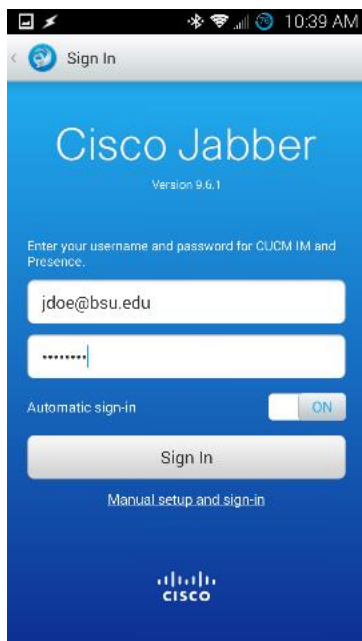 10:39 AM
Sign In
Cisco Jabber
Version 9.6.1
Enter your username and password for CUCM IM and
Presence.
jdoe@bsu.edu
••••••••
Automatic sign-in
ON
Sign In
Manual setup and sign-in
CISCO